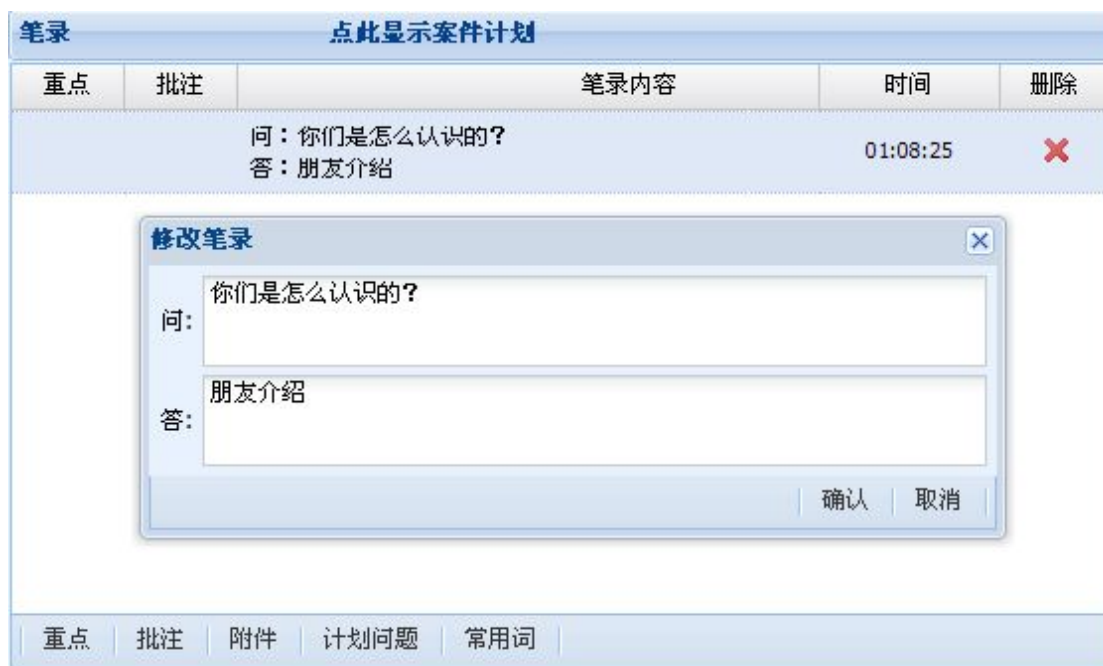 笔录 点此显示案件计划
重点 批注 笔录内容 时间 删除
问：你们是怎么认识的?
答：朋友介绍
01:08:25
修改笔录
问: 你们是怎么认识的?
答: 朋友介绍
确认 取消
重点 批注 附件 计划问题 常用词